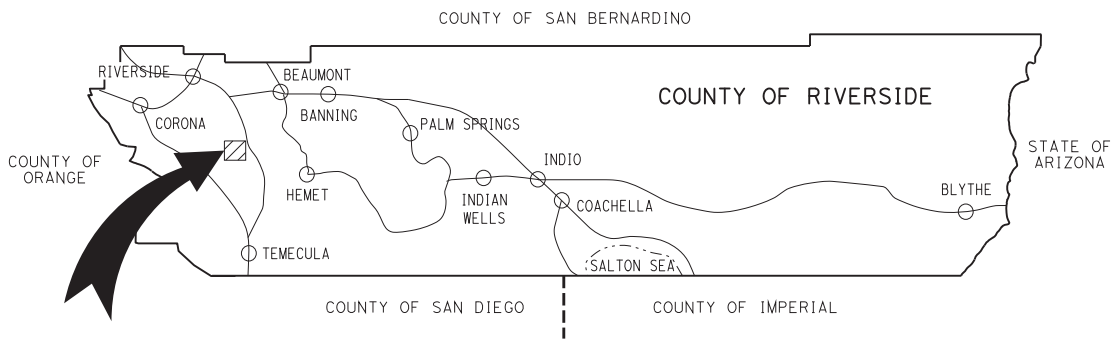 COUNTY OF SAN BERNARDINO
RIVERSIDE
BEAUMONT
BANNING
COUNTY OF RIVERSIDE
CORONA
PALM SPRINGS
COUNTY OF
ORANGE
STATE OF
ARIZONA
INDIO
HEMET
INDIAN
WELLS
COACHELLA
BLYTHE
TEMECULA
SALTON SEA
COUNTY OF SAN DIEGO
COUNTY OF IMPERIAL